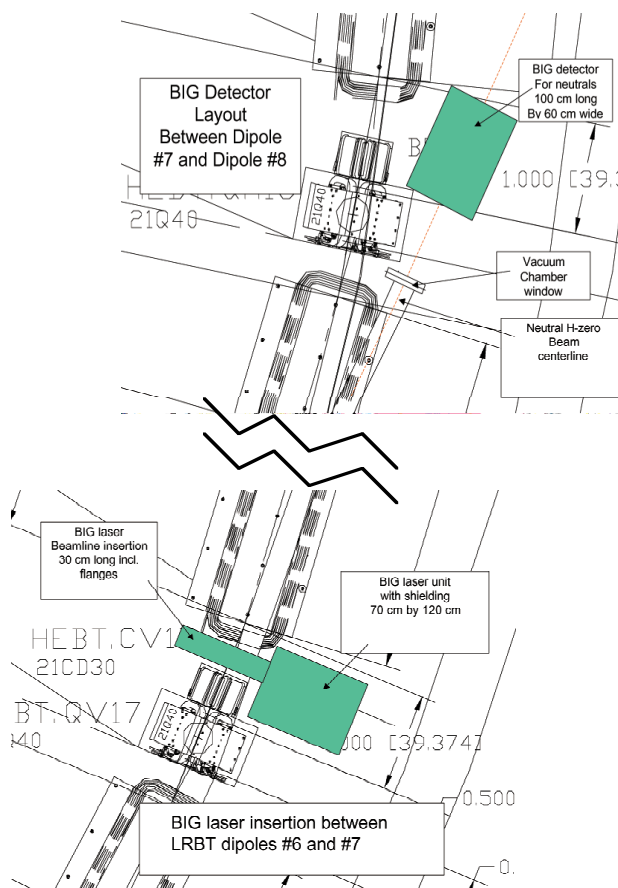 BIG Detector
Layout
Between Dipole
#7 and Dipole #8
BIG detector
For neutrals
100 cm long
By 60 cm wide
1.000 [39.3
21Q40
21Q40
Vacuum
Chamber
window
Neutral H-zero
Beam
centerline
BIG laser
Beamline insertion
30 cm long incl.
flanges
BIG laser unit
with shielding
70 cm by 120 cm
HEBT.CV1
21CD30
BT.QV17
Q40
21Q40
000 [39.374]
0.500
0.
BIG laser insertion between
LRBT dipoles #6 and #7